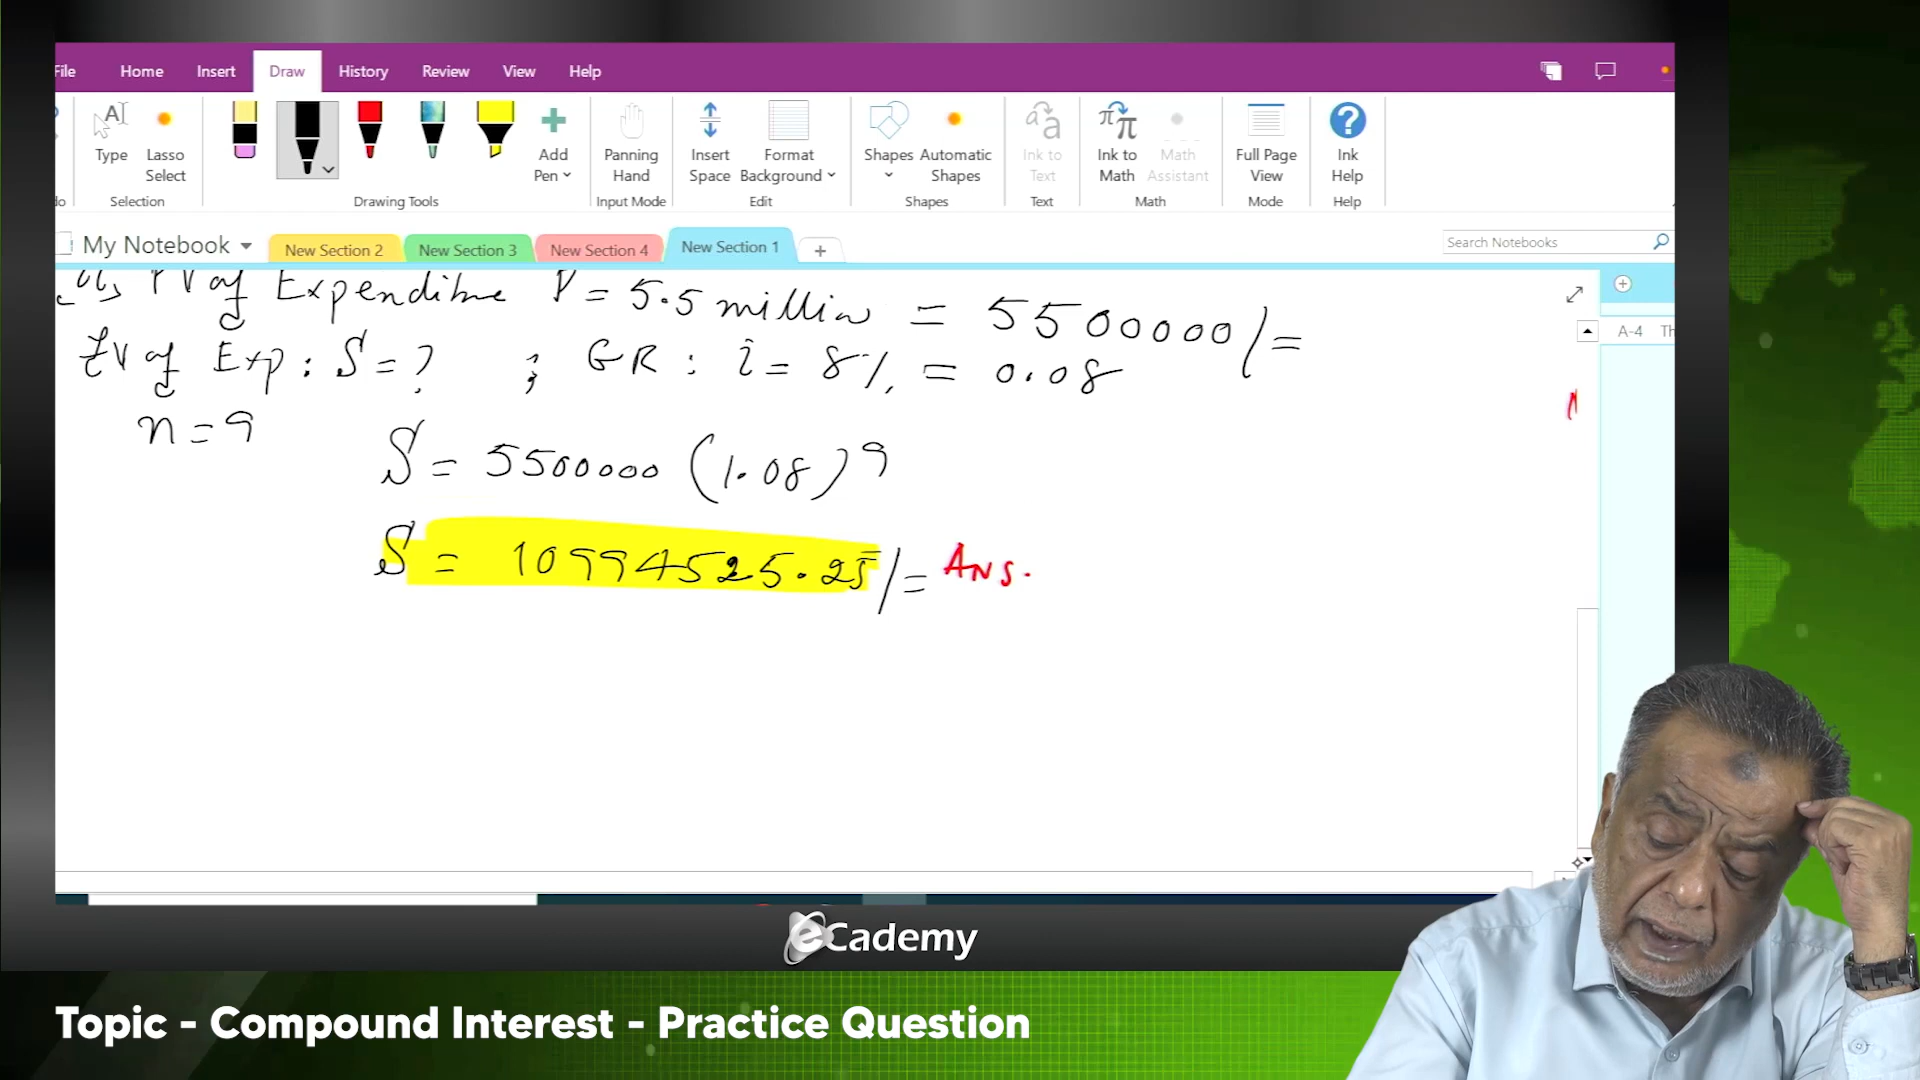 File Home Insert Draw History Review View Help
Type Lasso Select Add Pen Panning Hand Insert Space Format Background Shapes Automatic Shapes Ink to Text Ink to Math Math Assistant Full Page View Ink Help
Selection Drawing Tools Input Mode Edit Shapes Text Math Mode Help
My Notebook New Section 2 New Section 3 New Section 4 New Section 1 + Search Notebooks
PV of Expenditure P = 5.5 million = 5500000/=
FV of Exp: S = ? ; GR: i = 8% = 0.08
n = 9
S = 5500000 (1.08)9
S = 10994525.25/= Ans.
A-4 Th
eCademy
Topic - Compound Interest - Practice Question